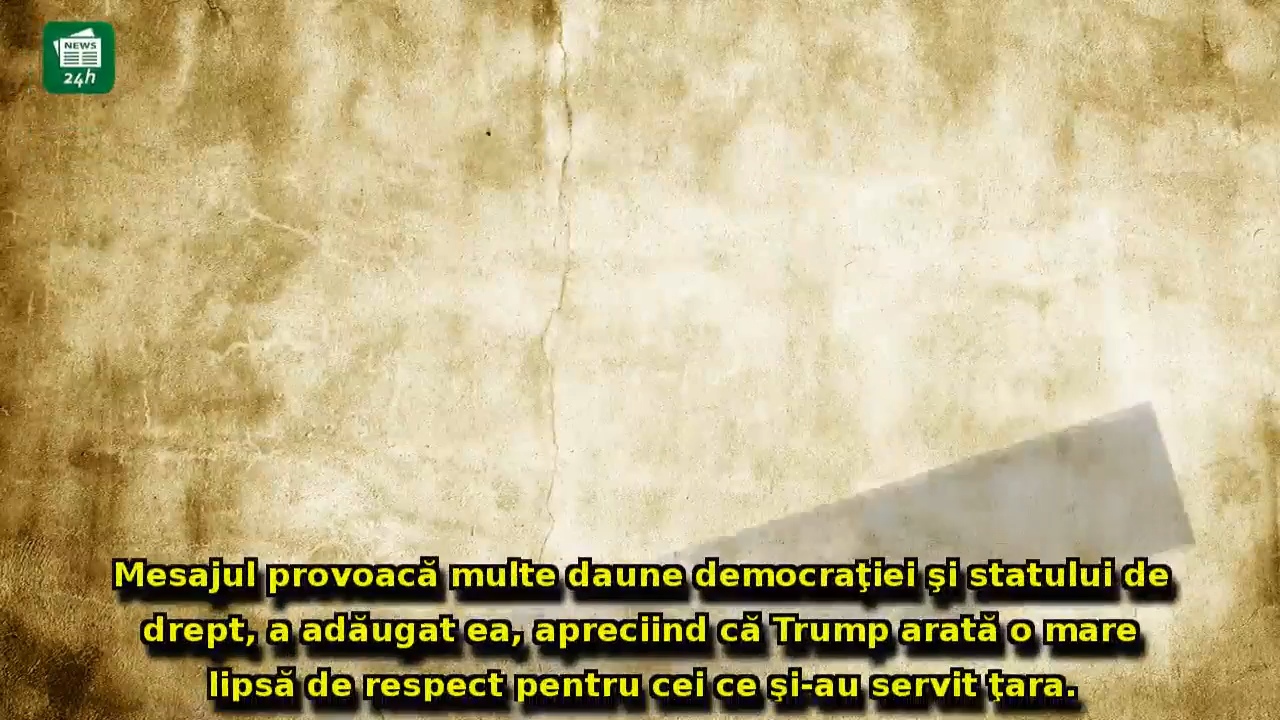 NEWS
24h
Mesajul provoacă multe daune democraţiei şi statului de
drept, a adăugat ea, apreciind că Trump arată o mare
lipsă de respect pentru cei ce şi-au servit ţara.